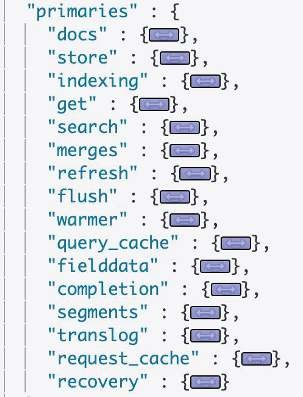 "primaries" : {
"docs" : {↔},
"store" : {↔},
"indexing" : {↔},
"get" : {↔},
"search" : {↔},
"merges" : {↔},
"refresh" : {↔},
"flush" : {↔},
"warmer" : {↔},
"query_cache" : {↔},
"fielddata" : {↔},
"completion" : {↔},
"segments" : {↔},
"translog" : {↔},
"request_cache" : {↔},
"recovery" : {↔}